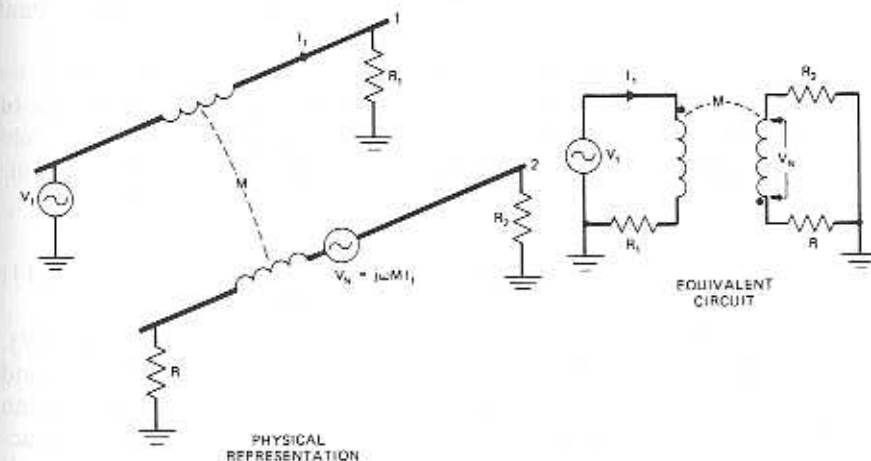 1
I₁
R₁
V₁
M
2
R₂
V_N = jωMI₁
R
PHYSICAL
REPRESENTATION
I₁
M
R₂
V₁
V_N
R₁
R
EQUIVALENT
CIRCUIT